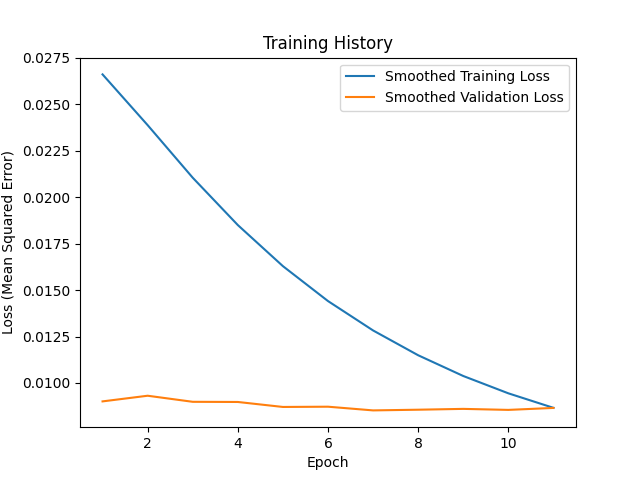 Training History
Smoothed Training Loss
Smoothed Validation Loss
0.0275
0.0250
0.0225
0.0200
0.0175
0.0150
0.0125
0.0100
Loss (Mean Squared Error)
2 4 6 8 10
Epoch